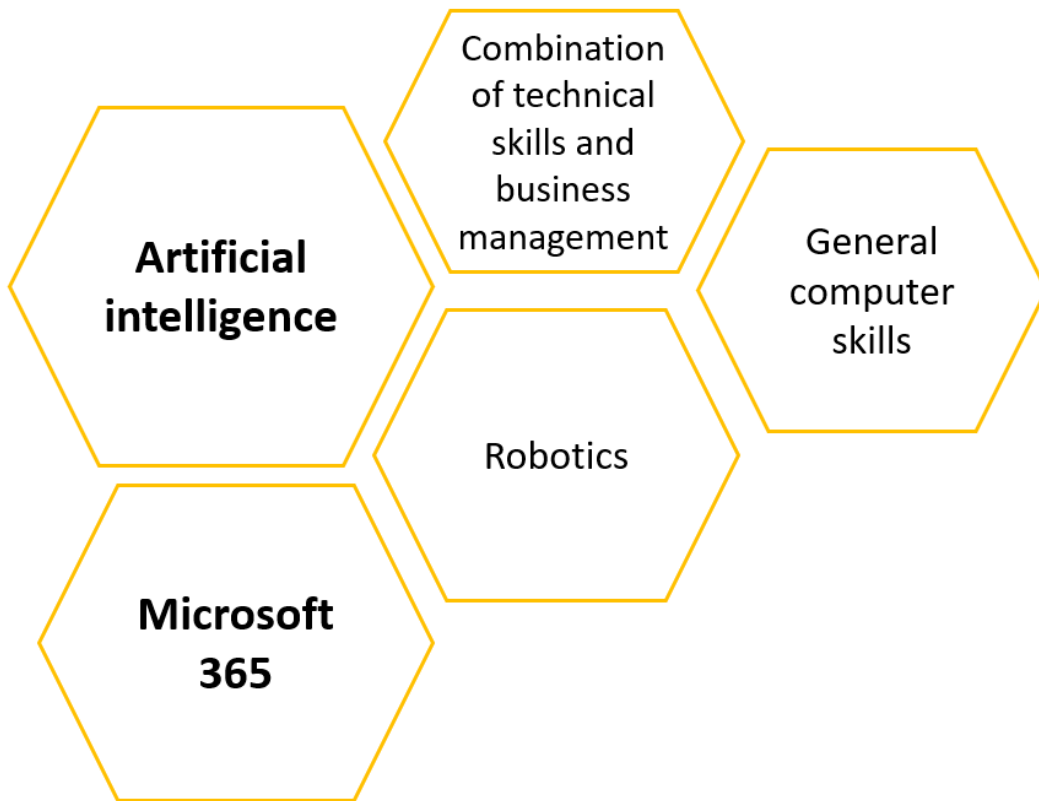 Combination
of technical
skills and
business
management
Artificial
intelligence
General
computer
skills
Robotics
Microsoft
365